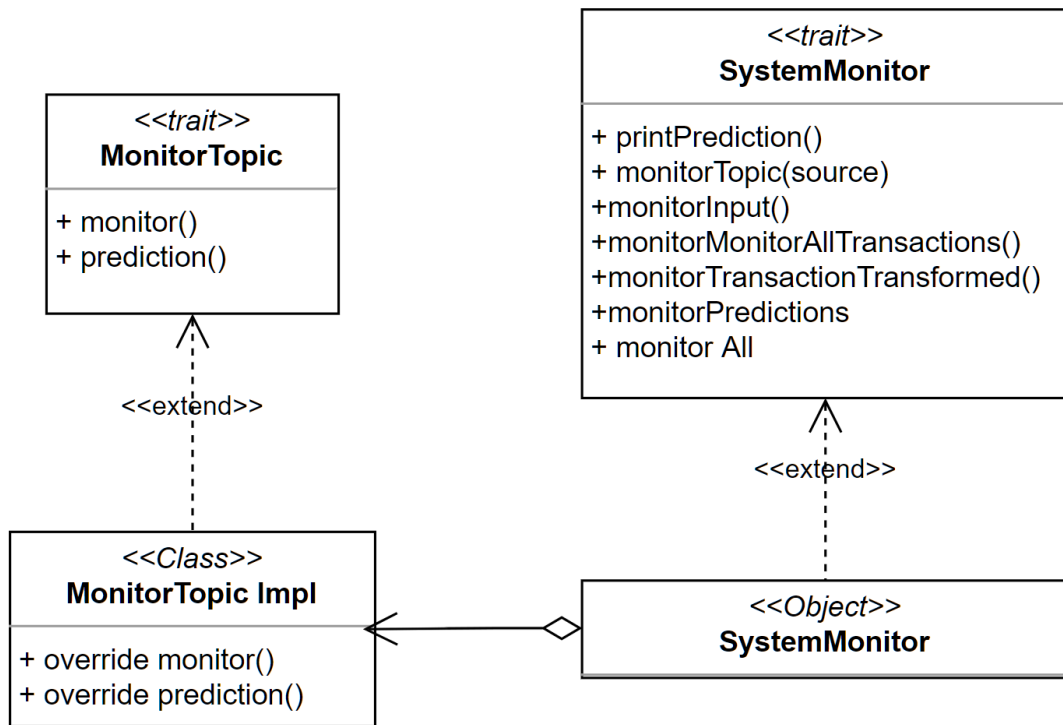 <<trait>>
MonitorTopic
+ monitor()
+ prediction()
<<trait>>
SystemMonitor
+ printPrediction()
+ monitorTopic(source)
+monitorInput()
+monitorMonitorAllTransactions()
+monitorTransactionTransformed()
+monitorPredictions
+ monitor All
<<extend>>
<<extend>>
<<Class>>
MonitorTopic Impl
+ override monitor()
+ override prediction()
<<Object>>
SystemMonitor